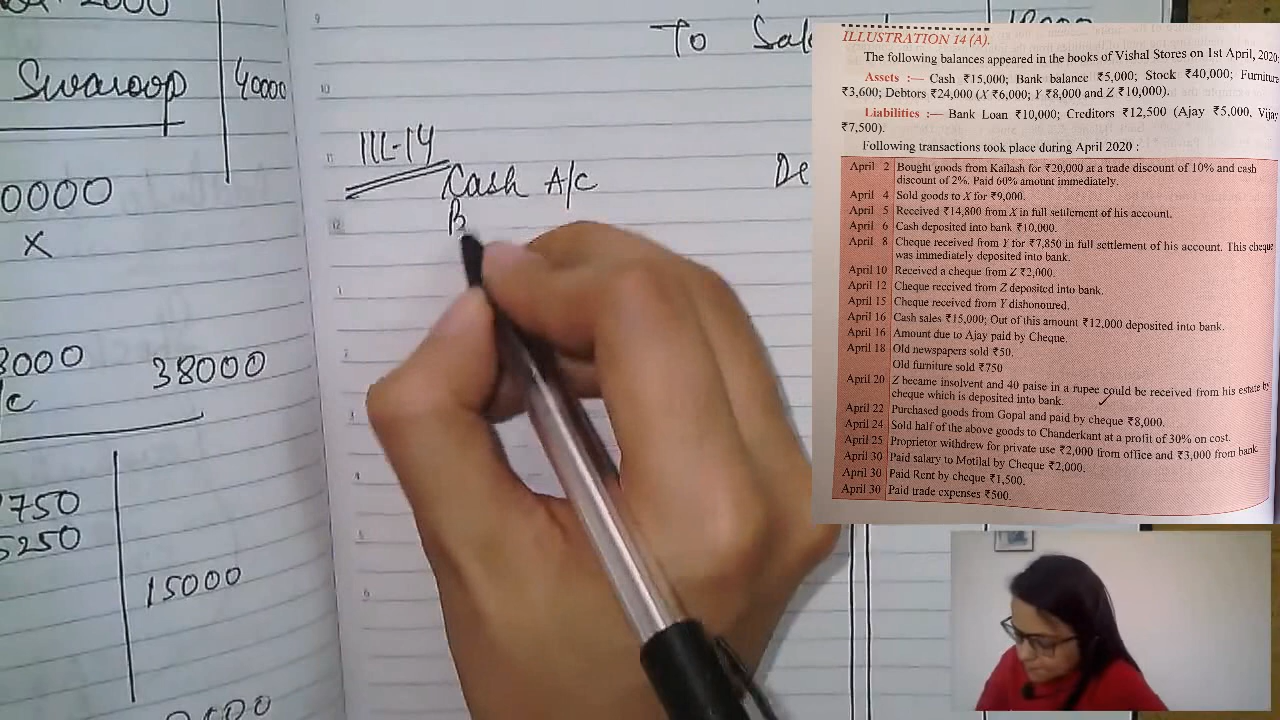 2000
Swaroop 40000
0000
X
8000 38000
750
5250
15000
To
10000
Ill-14
Cash A/c De
B
ILLUSTRATION 14 (A).
The following balances appeared in the books of Vishal Stores on 1st April, 2020
Assets :— Cash ₹15,000; Bank balance ₹5,000; Stock ₹40,000; Furniture
₹3,600; Debtors ₹24,000 (X ₹6,000; Y ₹8,000 and Z ₹10,000).
Liabilities :— Bank Loan ₹10,000; Creditors ₹12,500 (Ajay ₹5,000, Vijay
₹7,500).
Following transactions took place during April 2020 :
April 2 Bought goods from Kailash for ₹20,000 at a trade discount of 10% and cash
discount of 2%. Paid 60% amount immediately.
April 4 Sold goods to X for ₹9,000.
April 5 Received ₹14,800 from X in full settlement of his account.
April 6 Cash deposited into bank ₹10,000.
April 8 Cheque received from Y for ₹7,850 in full settlement of his account. This cheque
was immediately deposited into bank.
April 10 Received a cheque from Z ₹2,000.
April 12 Cheque received from Z deposited into bank.
April 15 Cheque received from Y dishonoured.
April 16 Cash sales ₹15,000; Out of this amount ₹12,000 deposited into bank.
April 16 Amount due to Ajay paid by Cheque.
April 18 Old newspapers sold ₹50.
Old furniture sold ₹750
April 20 Z became insolvent and 40 paise in a rupee could be received from his estate by
cheque which is deposited into bank.
April 22 Purchased goods from Gopal and paid by cheque ₹8,000.
April 24 Sold half of the above goods to Chanderkant at a profit of 30% on cost.
April 25 Proprietor withdrew for private use ₹2,000 from office and ₹3,000 from bank
April 30 Paid salary to Motilal by Cheque ₹2,000.
April 30 Paid Rent by cheque ₹1,500.
April 30 Paid trade expenses ₹500.